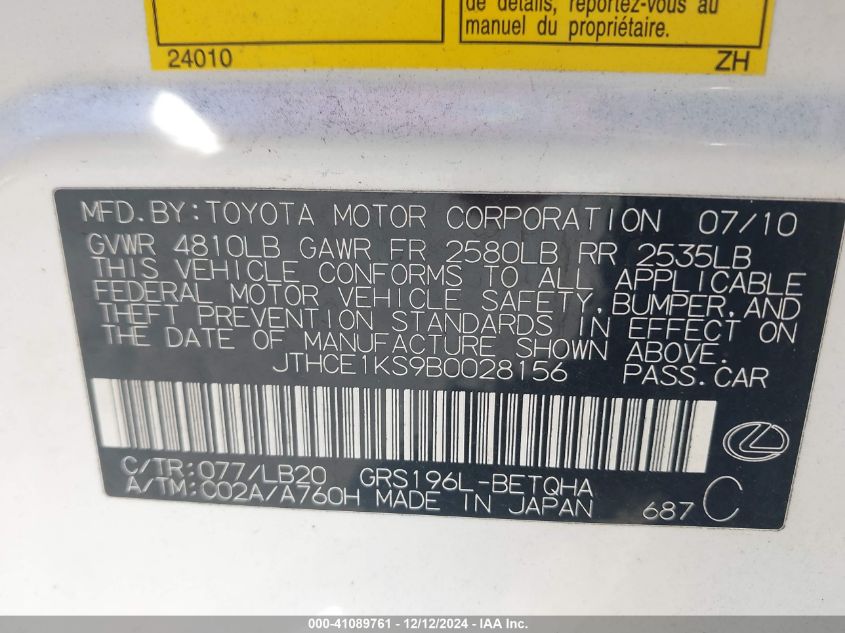 de détails, reportez-vous au
manuel du propriétaire.
24010 ZH
MFD. BY: TOYOTA MOTOR CORPORATION 07/10
GVWR 4810LB GAWR FR 2580LB RR 2535LB
THIS VEHICLE CONFORMS TO ALL APPLICABLE
FEDERAL MOTOR VEHICLE SAFETY, BUMPER, AND
THEFT PREVENTION STANDARDS IN EFFECT ON
THE DATE OF MANUFACTURE SHOWN ABOVE.
JTHCE1KS9B0028156 PASS. CAR
C/TR: 077/LB20 GRS196L-BETQHA
A/TM: C02A/A760H MADE IN JAPAN 687 C
000-41089761 / 12/12/2024 - IAA Inc.